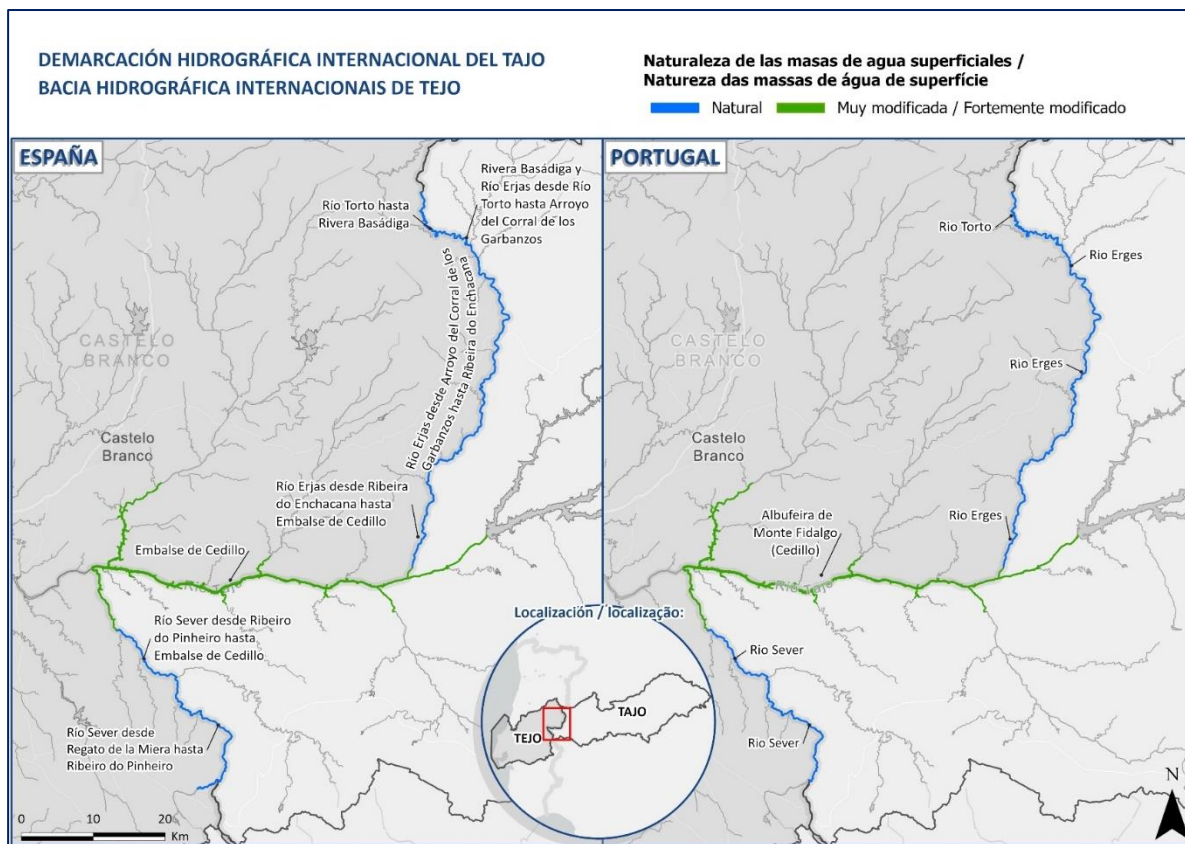 DEMARCACIÓN HIDROGRÁFICA INTERNACIONAL DEL TAJO
BACIA HIDROGRÁFICA INTERNACIONAIS DE TEJO
Naturaleza de las masas de agua superficiales /
Natureza das massas de água de superfície
Natural
Muy modificada / Fortemente modificado
ESPAÑA
Río Torto hasta
Rivera Basádiga
Rivera Basádiga y
Río Erjas desde Río
Torto hasta Arroyo
del Corral de los
Garbanzos
Río Erjas desde Arroyo del Corral de los
Garbanzos hasta Ribeira do Enchacana
CASTELO
BRANCO
Castelo
Branco
Río Erjas desde Ribeira
do Enchacana hasta
Embalse de Cedillo
Embalse de Cedillo
Río Sever desde Ribeiro
do Pinheiro hasta
Embalse de Cedillo
Río Sever desde
Regato de la Miera hasta
Ribeiro do Pinheiro
0 10 20
Km
Localización / localização:
TEJO
TAJO
PORTUGAL
Rio Torto
Rio Erges
Rio Erges
CASTELO
BRANCO
Castelo
Branco
Albufeira de
Monte Fidalgo
(Cedillo)
Rio Erges
Rio Sever
Rio Sever
N